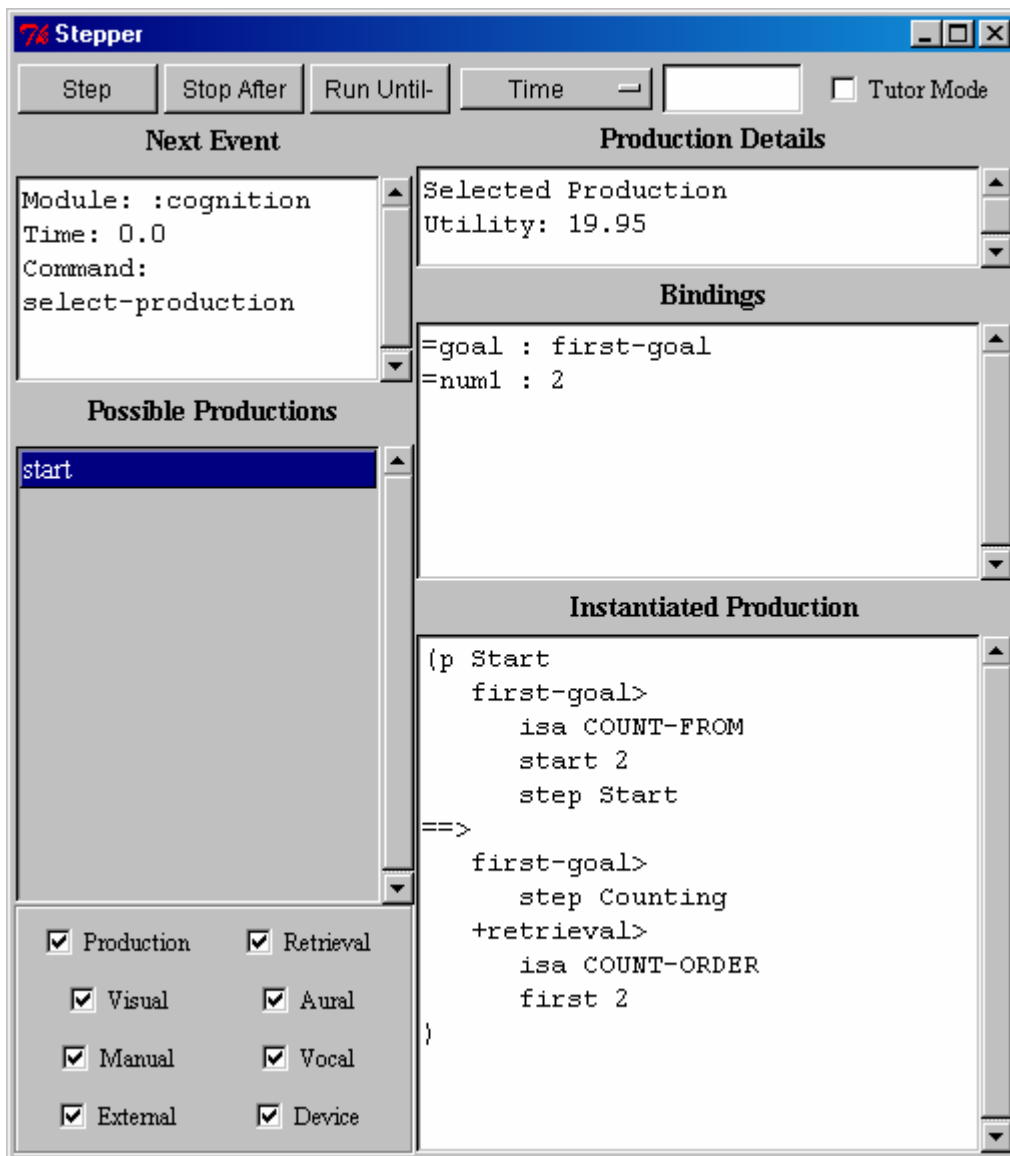 Stepper
Step Stop After Run Until- Time Tutor Mode
Next Event
Module: :cognition
Time: 0.0
Command:
select-production
Possible Productions
start
Production Retrieval
Visual Aural
Manual Vocal
External Device
Production Details
Selected Production
Utility: 19.95
Bindings
=goal : first-goal
=num1 : 2
Instantiated Production
(p Start
   first-goal>
      isa COUNT-FROM
      start 2
      step Start
==>
   first-goal>
      step Counting
   +retrieval>
      isa COUNT-ORDER
      first 2
)